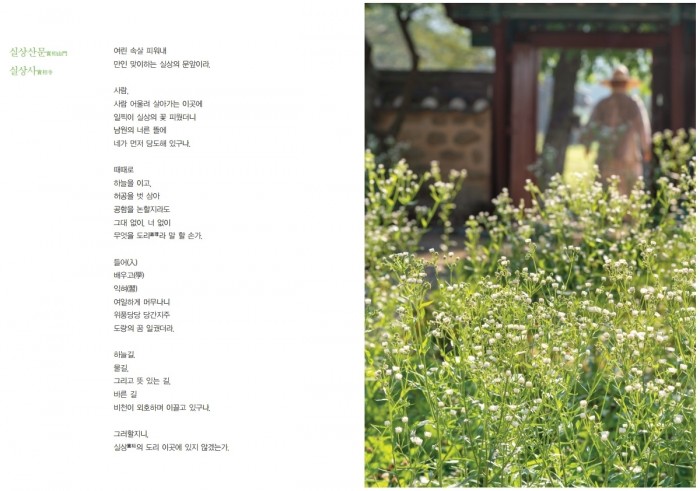 실상산문實相山門
실상사實相寺
여린 속살 피워내
만인 맞이하는 실상의 문앞이라.
사람,
사람 어울려 살아가는 이곳에
일찍이 실상의 꽃 피웠더니
남원의 너른 뜰에
네가 먼저 당도해 있구나.
때때로
하늘을 이고,
허공을 벗 삼아
공함을 논할지라도
그대 없이, 너 없이
무엇을 도리道理라 말 할 손가.
들어(入)
배우고(學)
익혀(習)
여일하게 머무나니
위풍당당 당간지주
도량의 꿈 일궜더라.
하늘길,
물길,
그리고 뜻 있는 길,
바른 길
비천이 외호하며 이끌고 있구나.
그러할지니,
실상實相의 도리 이곳에 있지 않겠는가.